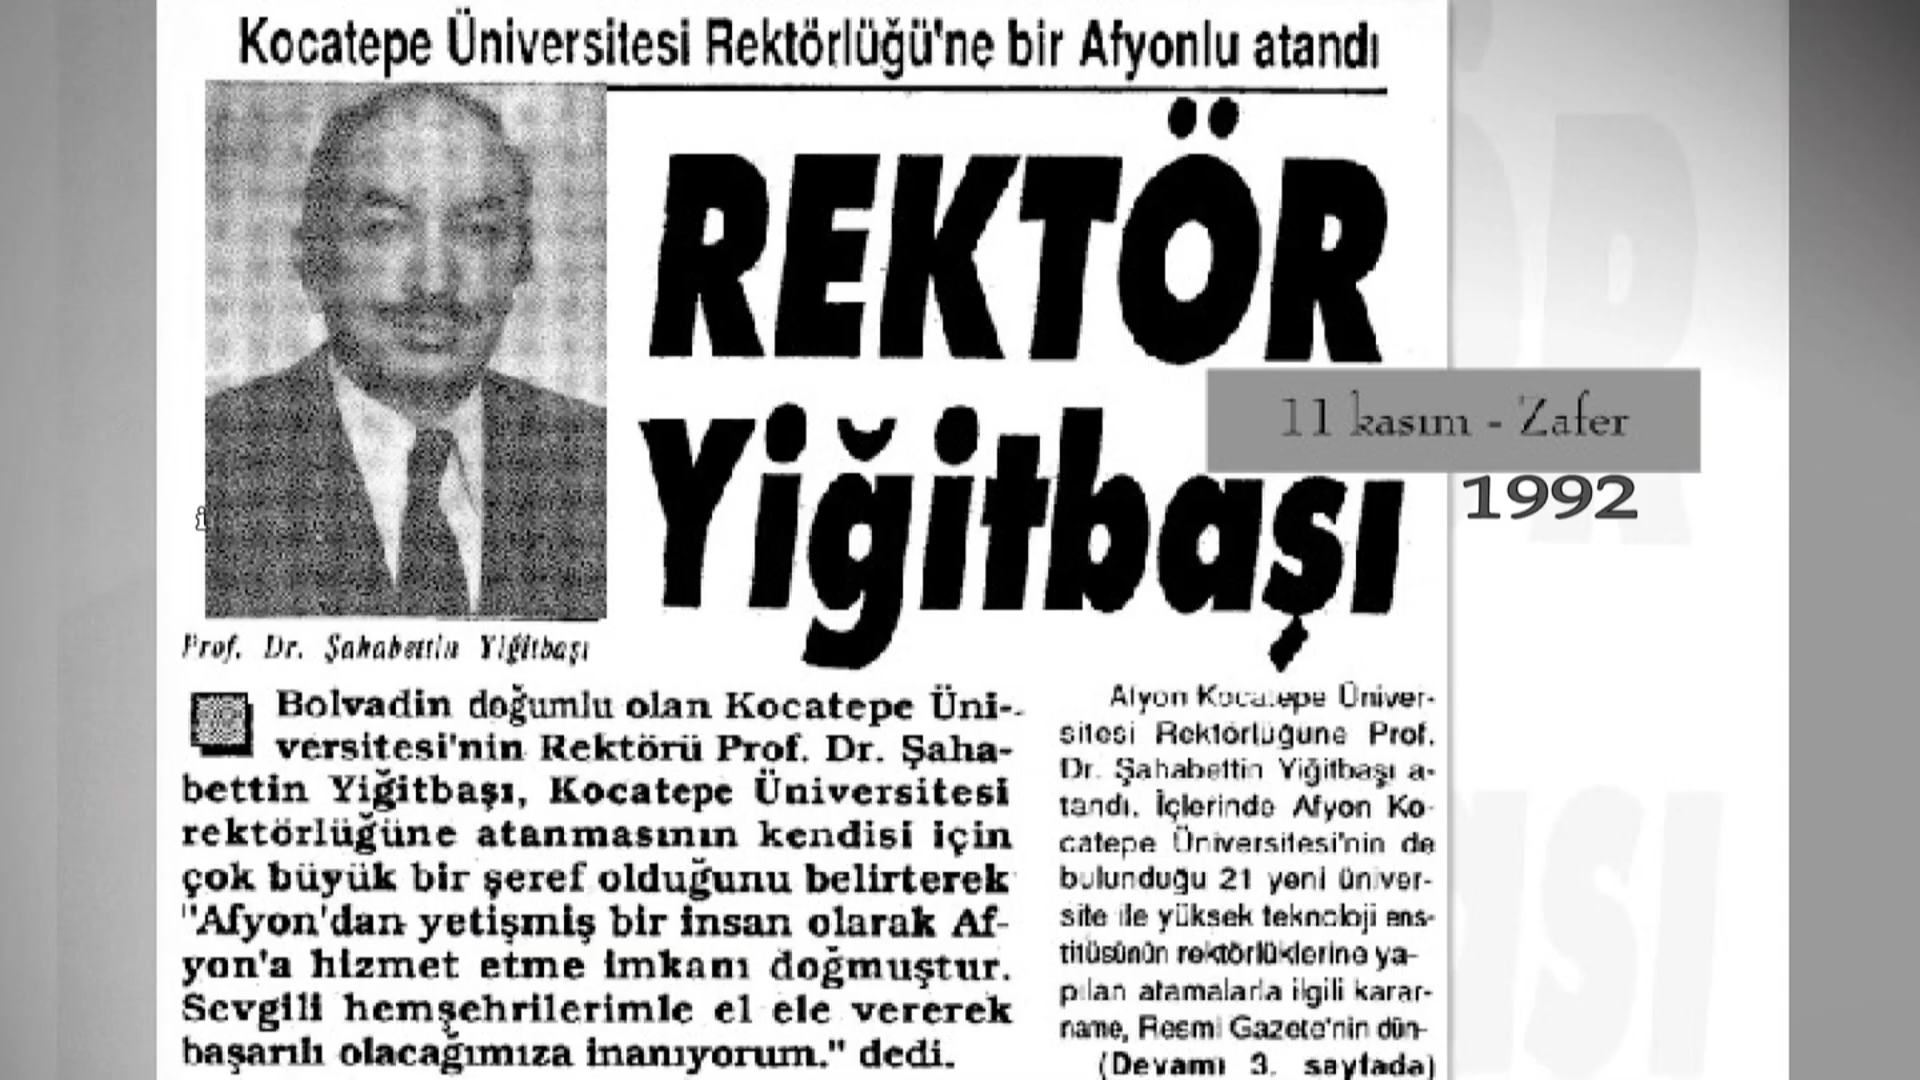 Kocatepe Üniversitesi Rektörlüğü'ne bir Afyonlu atandı
REKTÖR
Yiğitbaşı
11 kasım - Zafer
1992
Prof. Dr. Şahabettin Yiğitbaşı
Bolvadin doğumlu olan Kocatepe Üni-
versitesi'nin Rektörü Prof. Dr. Şaha-
bettin Yiğitbaşı, Kocatepe Üniversitesi
rektörlüğüne atanmasının kendisi için
çok büyük bir şeref olduğunu belirterek
"Afyon'dan yetişmiş bir insan olarak Af-
yon'a hizmet etme imkanı doğmuştur.
Sevgili hemşehrilerimle el ele vererek
başarılı olacağımıza inanıyorum." dedi.
Afyon Kocatepe Üniver-
sitesi Rektörlüğüne Prof.
Dr. Şahabettin Yiğitbaşı a-
tandı. İçlerinde Afyon Ko-
catepe Üniversitesi'nin de
bulunduğu 21 yeni üniver-
site ile yüksek teknoloji ens-
titüsünün rektörlüklerine ya-
pılan atamalarla ilgili karar-
name, Resmi Gazete'nin dün-
(Devamı 3. sayfada)